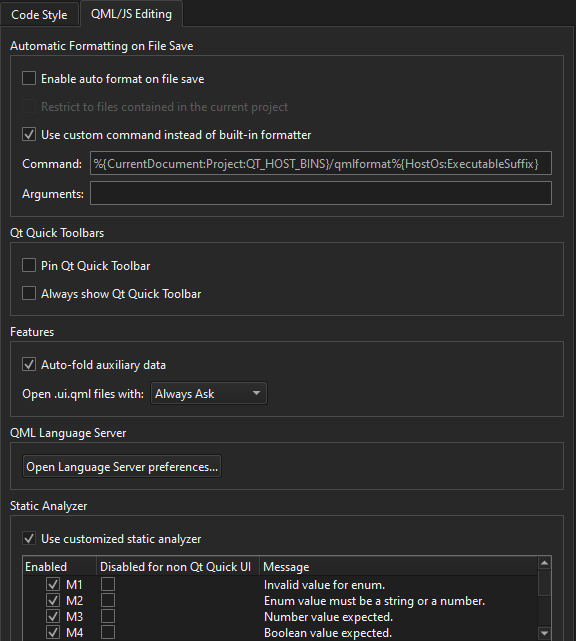 Code Style
QML/JS Editing
Automatic Formatting on File Save
Enable auto format on file save
Restrict to files contained in the current project
Use custom command instead of built-in formatter
Command: %{CurrentDocument:Project:QT_HOST_BINS}/qmlformat%{HostOs:ExecutableSuffix}
Arguments:
Qt Quick Toolbars
Pin Qt Quick Toolbar
Always show Qt Quick Toolbar
Features
Auto-fold auxiliary data
Open .ui.qml files with: Always Ask
QML Language Server
Open Language Server preferences...
Static Analyzer
Use customized static analyzer
Enabled Disabled for non Qt Quick UI Message
M1 Invalid value for enum.
M2 Enum value must be a string or a number.
M3 Number value expected.
M4 Boolean value expected.